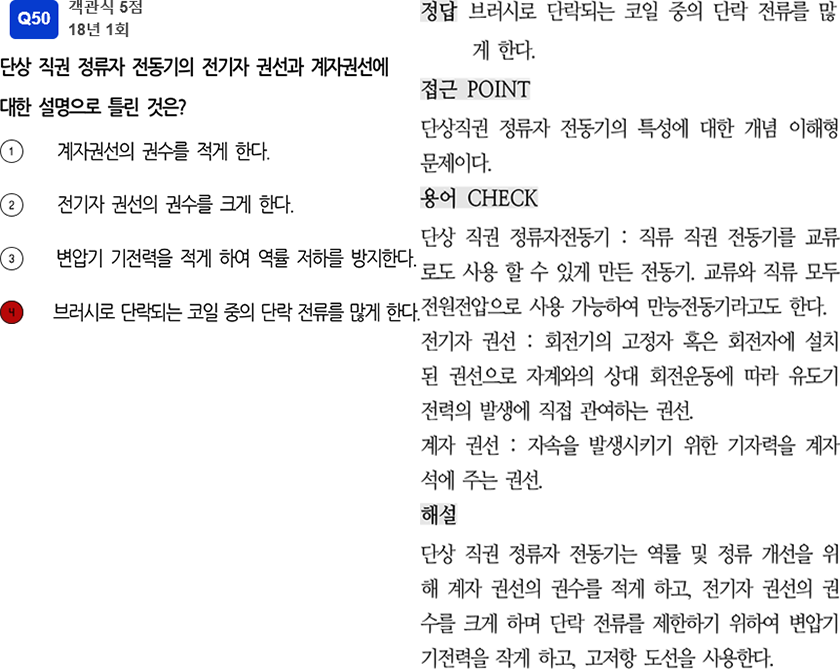 Q50
객관식 5점
18년 1회
단상 직권 정류자 전동기의 전기자 권선과 계자권선에
대한 설명으로 틀린 것은?
① 계자권선의 권수를 적게 한다.
② 전기자 권선의 권수를 크게 한다.
③ 변압기 기전력을 적게 하여 역률 저하를 방지한다.
4 브러시로 단락되는 코일 중의 단락 전류를 많게 한다.
정답 브러시로 단락되는 코일 중의 단락 전류를 많
게 한다.
접근 POINT
단상직권 정류자 전동기의 특성에 대한 개념 이해형
문제이다.
용어 CHECK
단상 직권 정류자전동기 : 직류 직권 전동기를 교류
로도 사용 할 수 있게 만든 전동기. 교류와 직류 모두
전원전압으로 사용 가능하여 만능전동기라고도 한다.
전기자 권선 : 회전기의 고정자 혹은 회전자에 설치
된 권선으로 자계와의 상대 회전운동에 따라 유도기
전력의 발생에 직접 관여하는 권선.
계자 권선 : 자속을 발생시키기 위한 기자력을 계자
석에 주는 권선.
해설
단상 직권 정류자 전동기는 역률 및 정류 개선을 위
해 계자 권선의 권수를 적게 하고, 전기자 권선의 권
수를 크게 하며 단락 전류를 제한하기 위하여 변압기
기전력을 작게 하고, 고저항 도선을 사용한다.